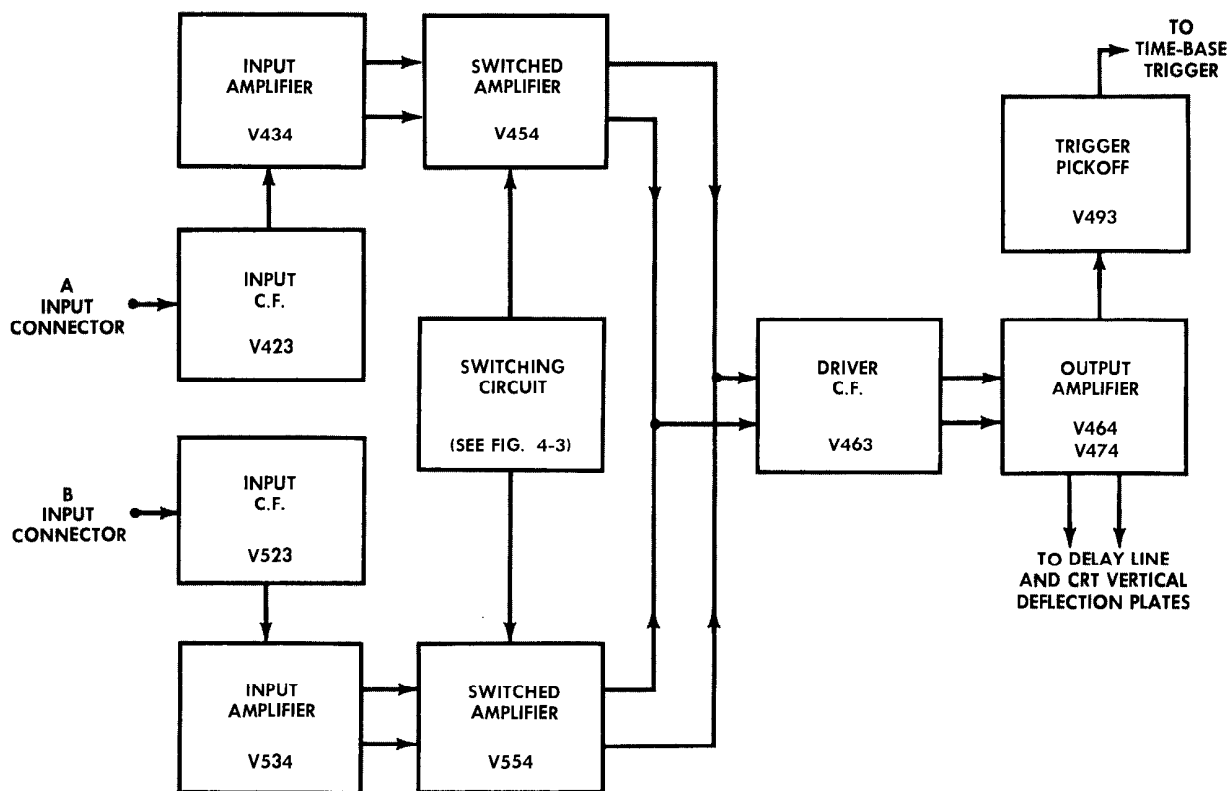 INPUT
AMPLIFIER
V434
SWITCHED
AMPLIFIER
V454
TO
TIME-BASE
TRIGGER
TRIGGER
PICKOFF
V493
A
INPUT
CONNECTOR
INPUT
C.F.
V423
SWITCHING
CIRCUIT
(SEE FIG. 4-3)
DRIVER
C.F.
V463
OUTPUT
AMPLIFIER
V464
V474
B
INPUT
CONNECTOR
INPUT
C.F.
V523
TO DELAY LINE
AND CRT VERTICAL
DEFLECTION PLATES
INPUT
AMPLIFIER
V534
SWITCHED
AMPLIFIER
V554